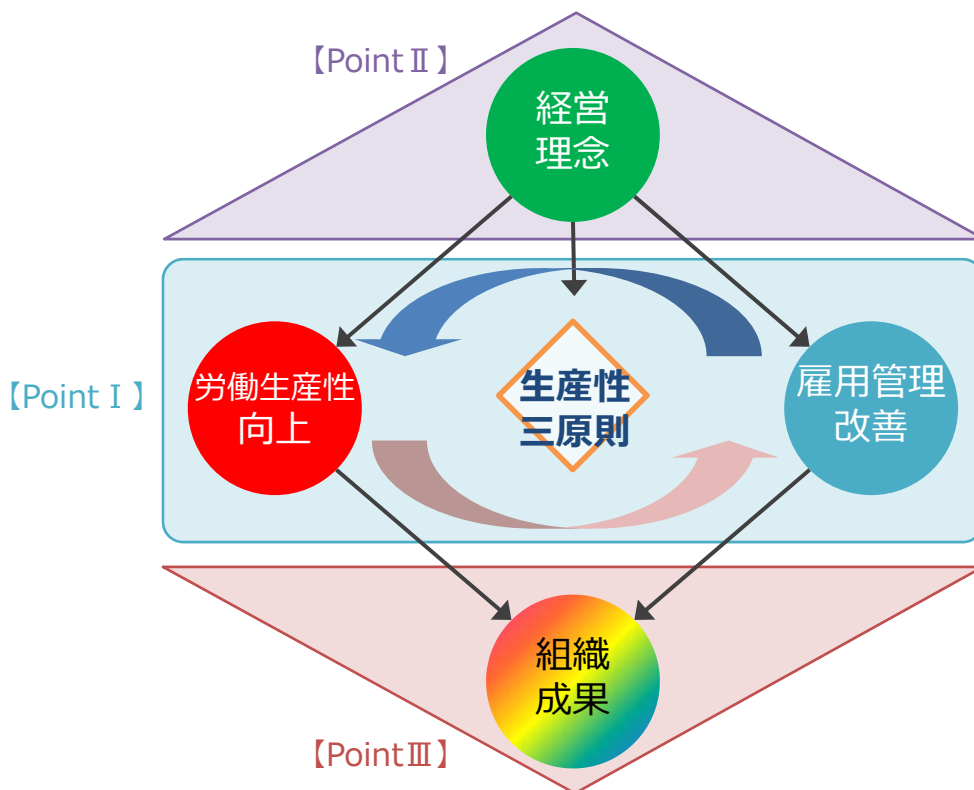 【PointⅡ】
経営
理念
【PointⅠ】
労働生産性
向上
生産性
三原則
雇用管理
改善
組織
成果
【PointⅢ】